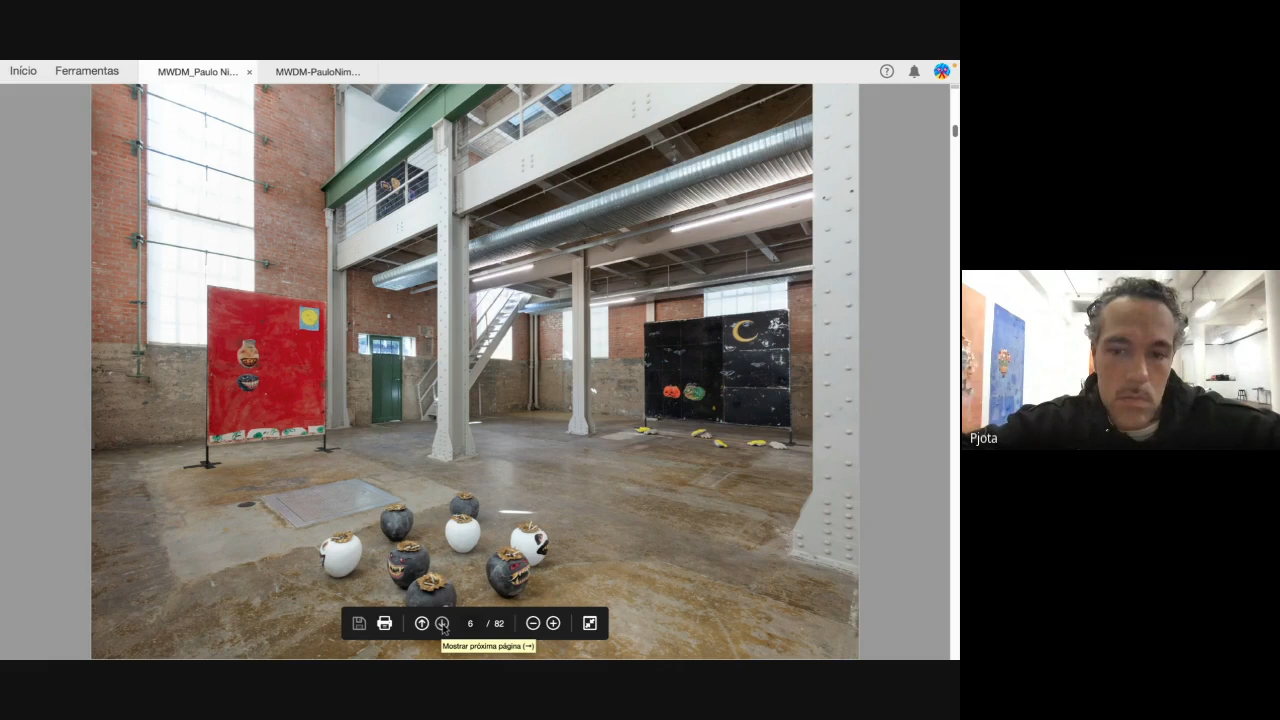 Início Ferramentas MWDM_Paulo Ni... × MWDM-PauloNim... ?
6 / 82
Mostrar próxima página (→)
Pjota